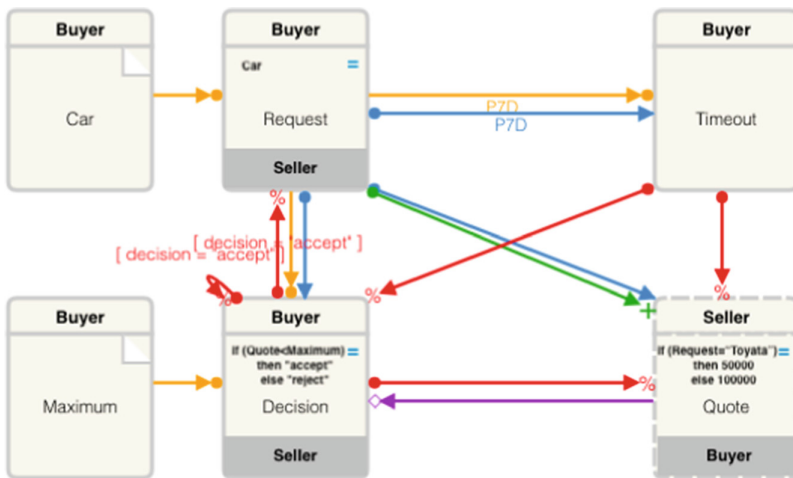 Buyer
Car
Buyer
Car
=
Request
Seller
P7D
P7D
Buyer
Timeout
%
[ decision = "accept" ]
[ decision = "accept" ]
%
%
%
+
Buyer
Maximum
Buyer
if (Quote<Maximum) =
then "accept"
else "reject"
Decision
Seller
%
Seller
if (Request="Toyata") =
then 50000
else 100000
Quote
Buyer